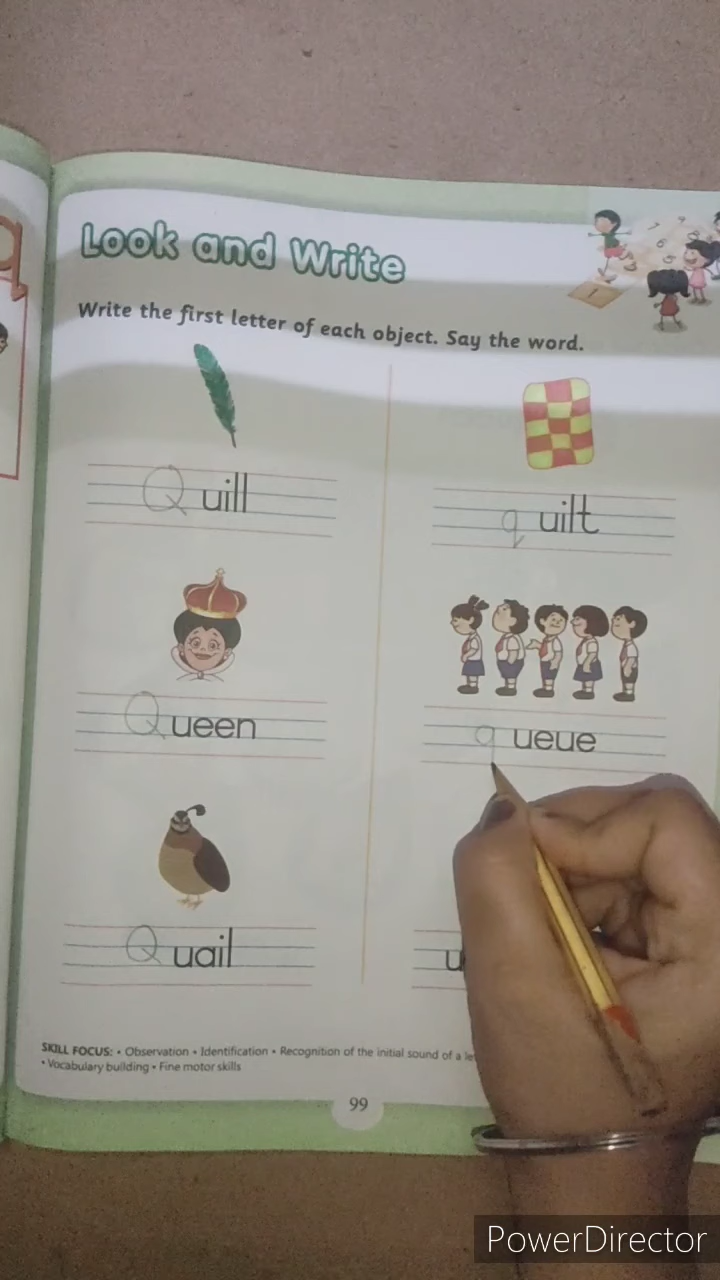 Look and Write
Write the first letter of each object. Say the word.
Quill
quilt
Queen
queue
Quail
SKILL FOCUS: • Observation • Identification • Recognition of the initial sound of a
• Vocabulary building • Fine motor skills
99
PowerDirector